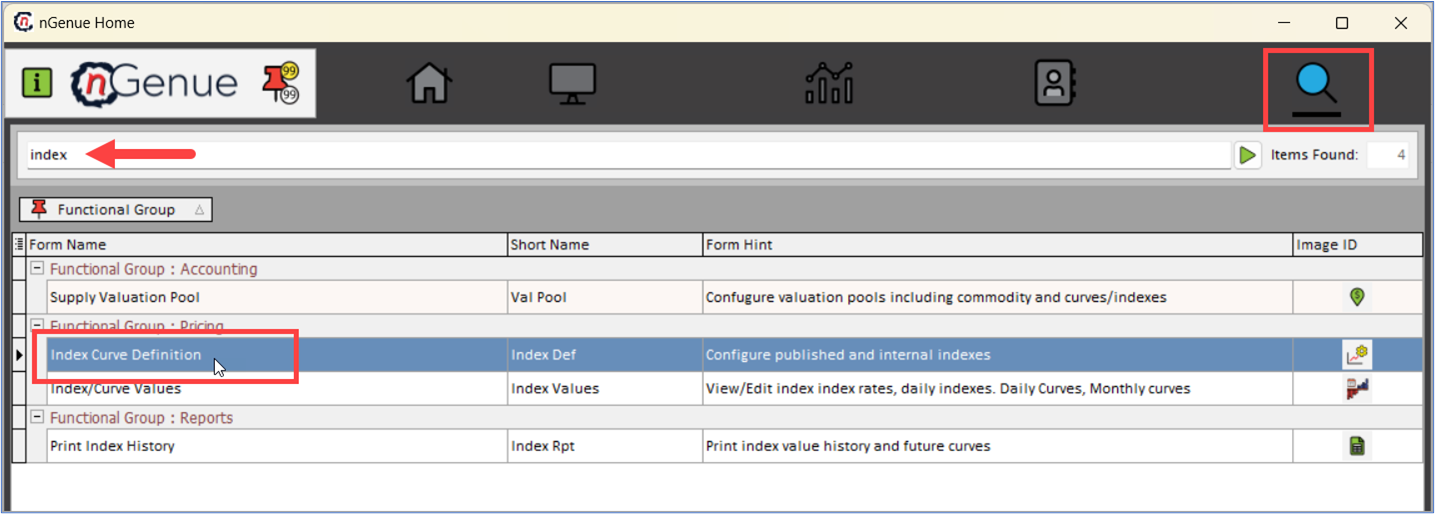 nGenue Home
i nGenue 99 99
index Items Found: 4
Functional Group
Form Name Short Name Form Hint Image ID
Functional Group : Accounting
Supply Valuation Pool Val Pool Confugure valuation pools including commodity and curves/indexes
Functional Group : Pricing
Index Curve Definition Index Def Configure published and internal indexes
Index/Curve Values Index Values View/Edit index index rates, daily indexes. Daily Curves, Monthly curves
Functional Group : Reports
Print Index History Index Rpt Print index value history and future curves